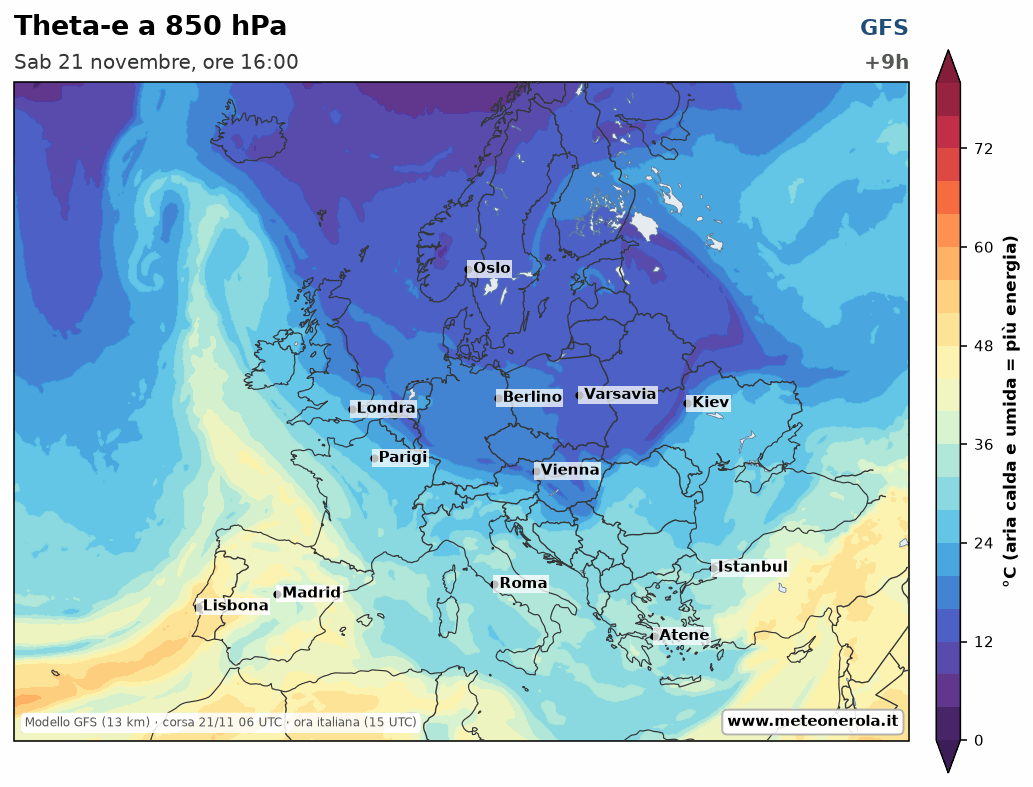 Theta-e a 850 hPa
GFS
Sab 21 novembre, ore 16:00
+9h
72
60
48
36
24
12
0
°C (aria calda e umida = più energia)
Oslo
Berlino
Varsavia
Kiev
Londra
Parigi
Vienna
Istanbul
Roma
Madrid
Lisbona
Atene
Modello GFS (13 km) · corsa 21/11 06 UTC · ora italiana (15 UTC)
www.meteonerola.it